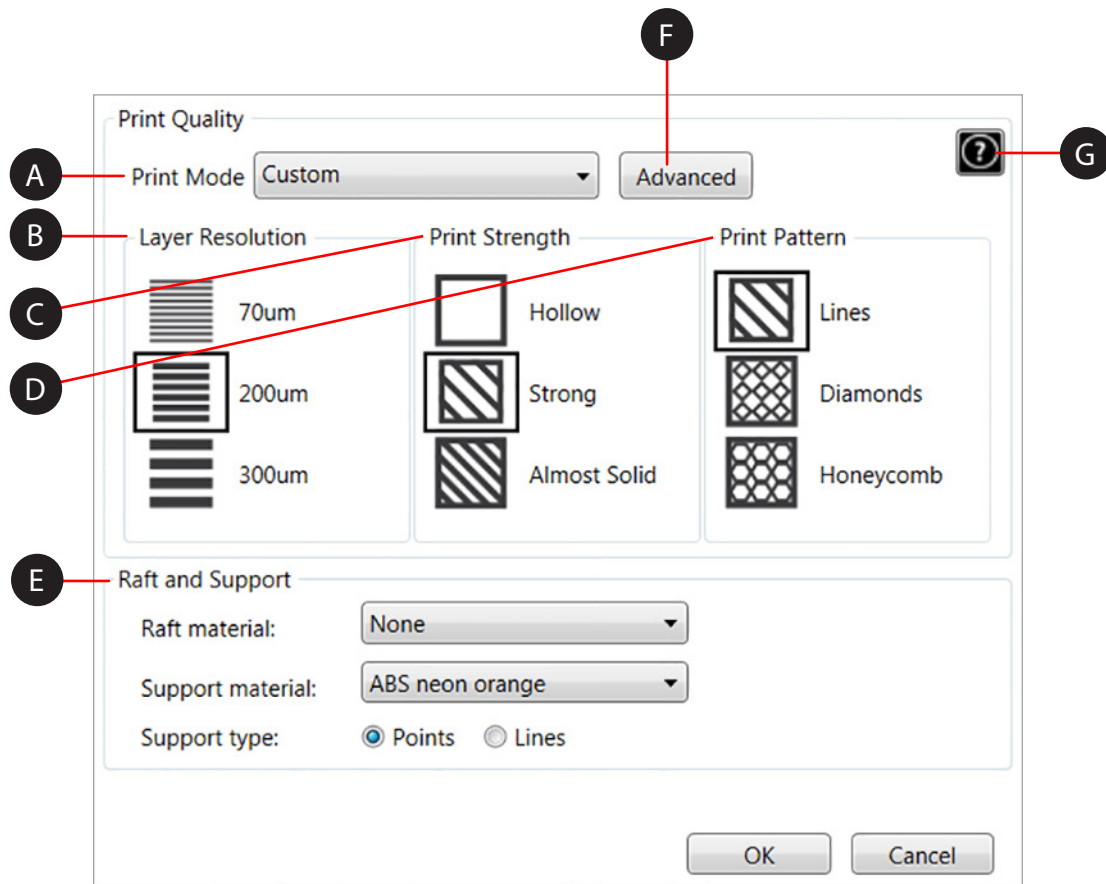 F
Print Quality
?
G
A
Print Mode Custom Advanced
B
Layer Resolution Print Strength Print Pattern
C
70um Hollow Lines
D
200um Strong Diamonds
300um Almost Solid Honeycomb
E
Raft and Support
Raft material: None
Support material: ABS neon orange
Support type: Points Lines
OK Cancel